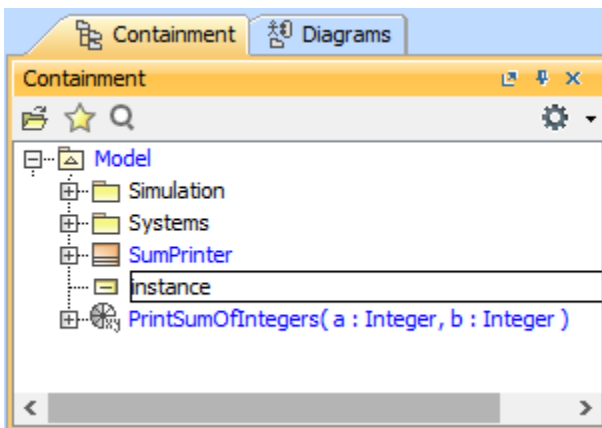 Containment Diagrams
Containment
Model
Simulation
Systems
SumPrinter
instance
PrintSumOfIntegers( a : Integer, b : Integer )